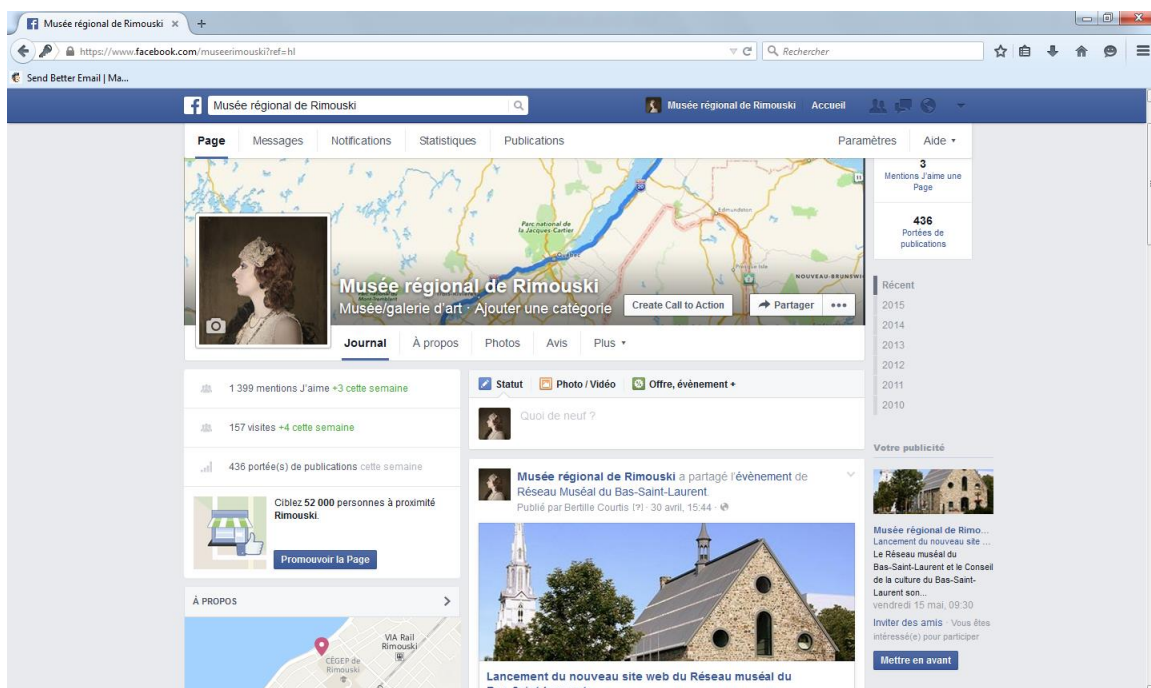 Musée régional de Rimouski × +
https://www.facebook.com/museerimouski?ref=hl
Rechercher
Send Better Email | Ma...
Musée régional de Rimouski
Musée régional de Rimouski Accueil
Page Messages Notifications Statistiques Publications Paramètres Aide
Parc national de
la Jacques-Cartier
Edmundston
Québec
NOUVEAU-BRUNSWI
Musée régional de Rimouski
Musée/galerie d'art · Ajouter une catégorie
Create Call to Action
Partager
Journal À propos Photos Avis Plus
3
Mentions J'aime une
Page
436
Portées de
publications
Récent
2015
2014
2013
2012
2011
2010
1 399 mentions J'aime +3 cette semaine
157 visites +4 cette semaine
436 portée(s) de publications cette semaine
Ciblez 52 000 personnes à proximité
Rimouski.
Promouvoir la Page
À PROPOS
VIA Rail
Rimouski
CÉGEP de
Rimouski
Statut Photo / Vidéo Offre, évènement +
Quoi de neuf ?
Musée régional de Rimouski a partagé l'évènement de
Réseau Muséal du Bas-Saint-Laurent.
Publié par Bertille Courtis [?] · 30 avril, 15:44 ·
Lancement du nouveau site web du Réseau muséal du
Votre publicité
Musée régional de Rimo...
Lancement du nouveau site ...
Le Réseau muséal du
Bas-Saint-Laurent et le Conseil
de la culture du Bas-Saint-
Laurent son...
vendredi 15 mai, 09:30
Inviter des amis · Vous êtes
intéressé(e) pour participer
Mettre en avant